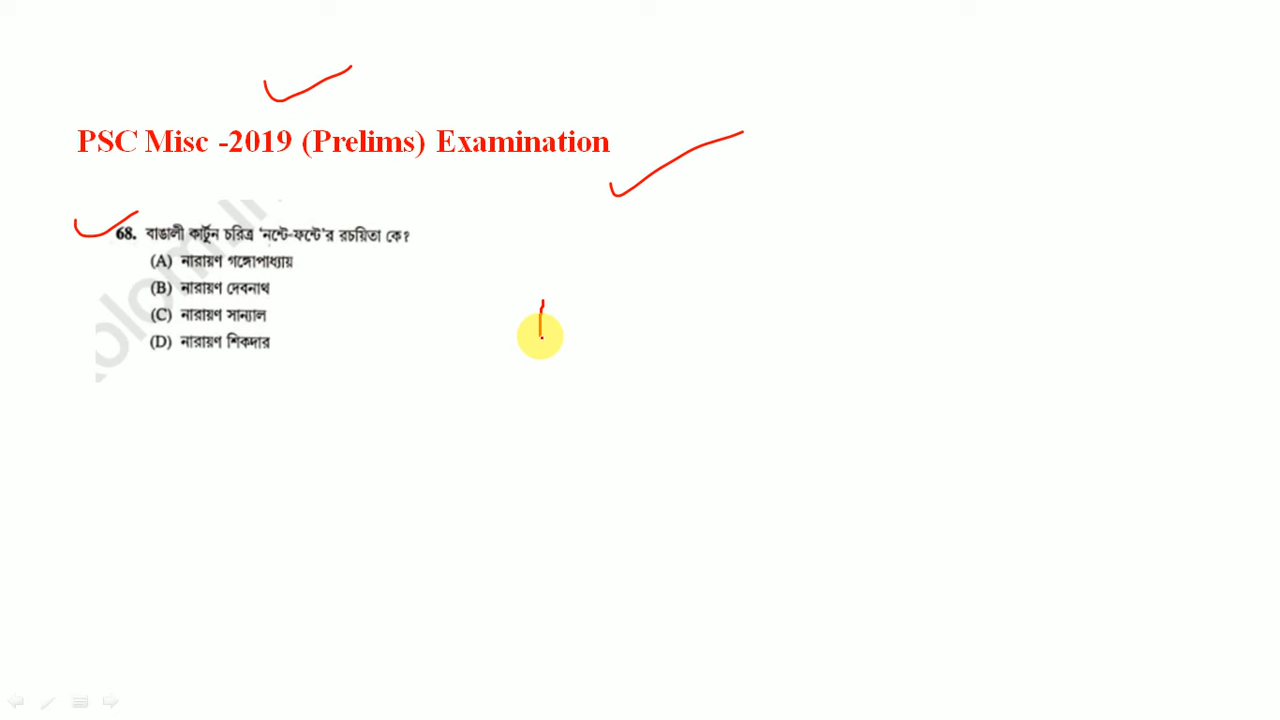 PSC Misc -2019 (Prelims) Examination
68. বাঙালী কার্টুন চরিত্র ‘নন্টে-ফন্টে’র রচয়িতা কে?
(A) নারায়ণ গঙ্গোপাধ্যায়
(B) নারায়ণ দেবনাথ
(C) নারায়ণ সান্যাল
(D) নারায়ণ শিকদার